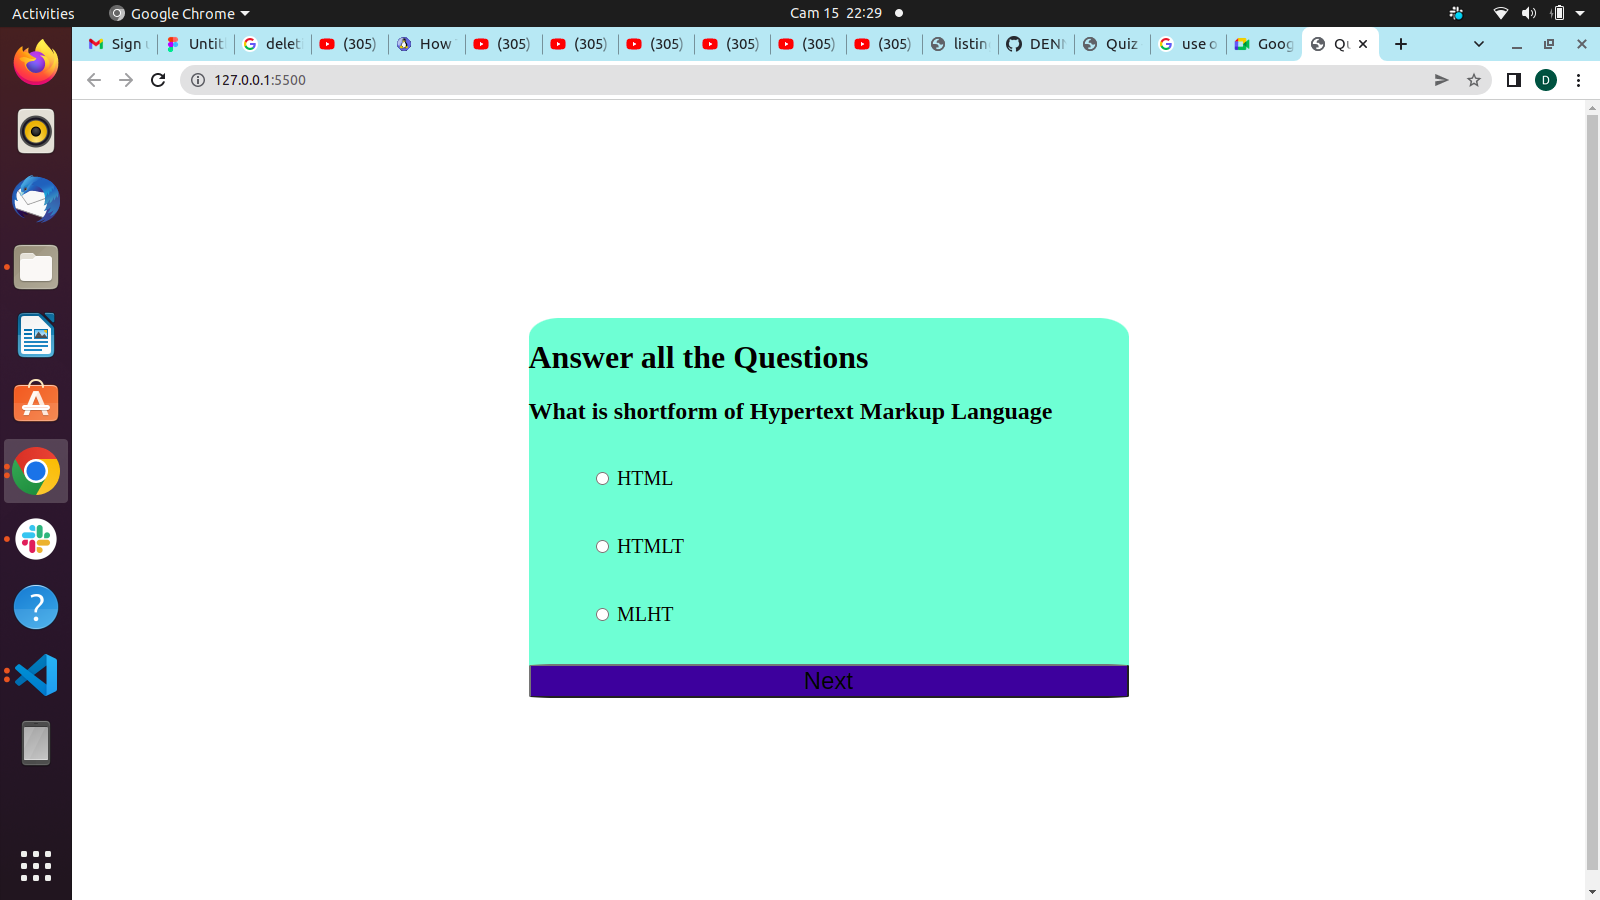 Activities
Google Chrome
Cam 15 22:29
Sign
Untit
delet
(305)
How
(305)
(305)
(305)
(305)
(305)
(305)
listin
DENN
Quiz
use o
Goog
Qu
127.0.0.1:5500
D
Answer all the Questions
What is shortform of Hypertext Markup Language
HTML
HTMLT
MLHT
Next